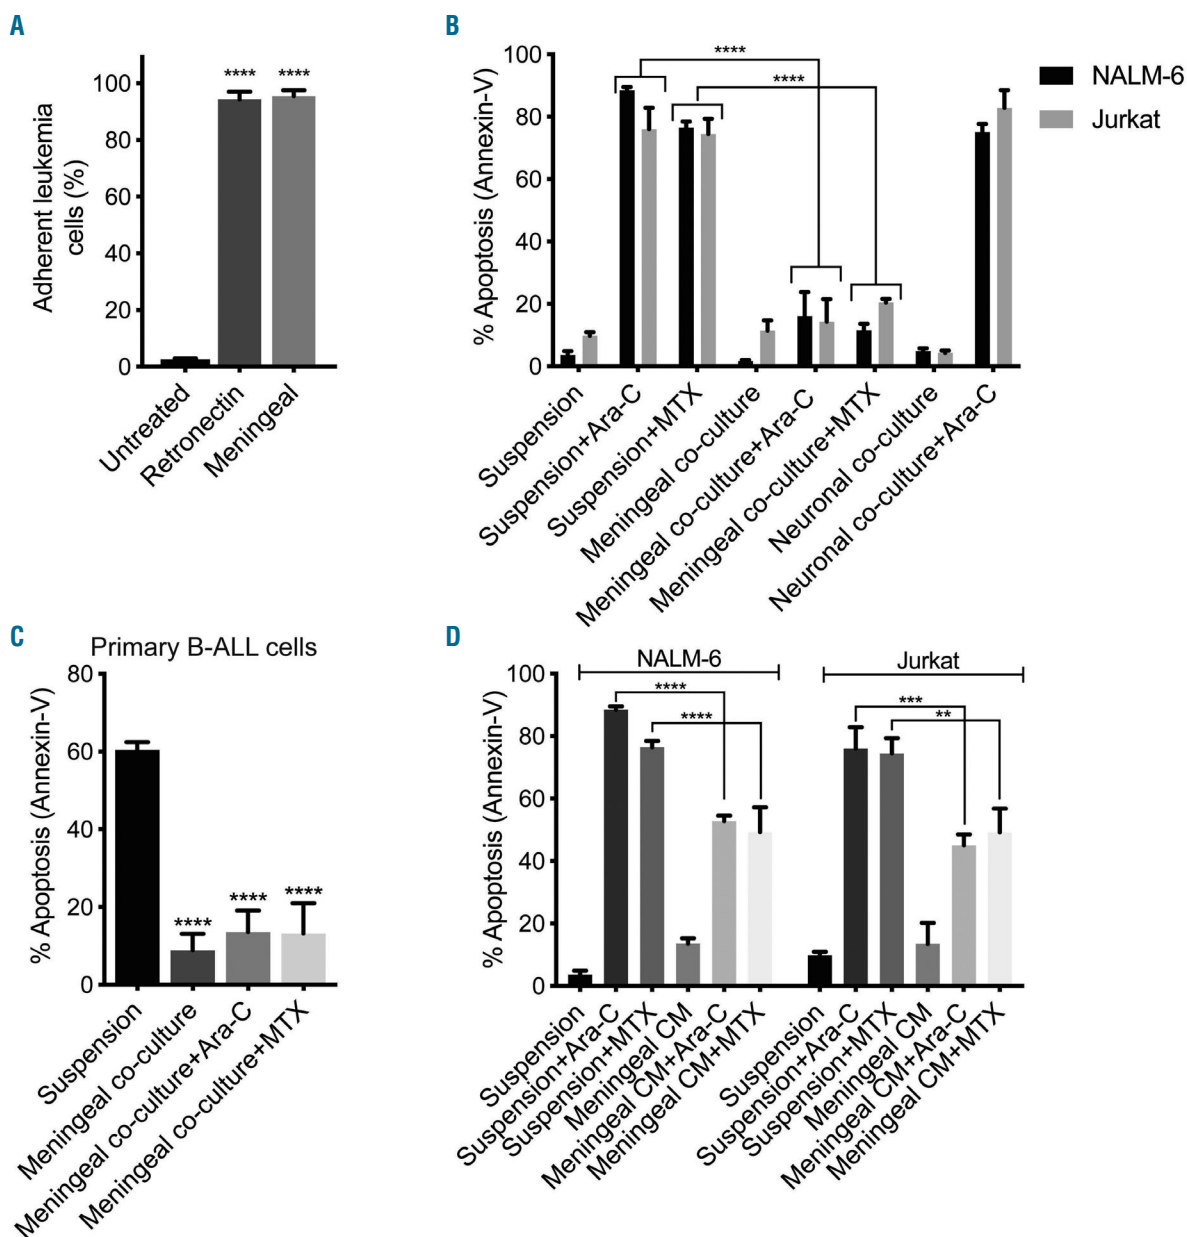 A
Adherent leukemia
cells (%)
100
80
60
40
20
0
****
****
Untreated
Retronectin
Meningeal
B
% Apoptosis (Annexin-V)
100
80
60
40
20
0
****
****
NALM-6
Jurkat
Suspension
Suspension+Ara-C
Suspension+MTX
Meningeal co-culture
Meningeal co-culture+Ara-C
Meningeal co-culture+MTX
Neuronal co-culture
Neuronal co-culture+Ara-C
C
Primary B-ALL cells
% Apoptosis (Annexin-V)
80
60
40
20
0
****
****
****
Suspension
Meningeal co-culture
Meningeal co-culture+Ara-C
Meningeal co-culture+MTX
D
% Apoptosis (Annexin-V)
100
80
60
40
20
0
NALM-6
****
****
Jurkat
***
**
Suspension
Suspension+Ara-C
Suspension+MTX
Meningeal CM
Meningeal CM+Ara-C
Meningeal CM+MTX
Suspension
Suspension+Ara-C
Suspension+MTX
Meningeal CM
Meningeal CM+Ara-C
Meningeal CM+MTX